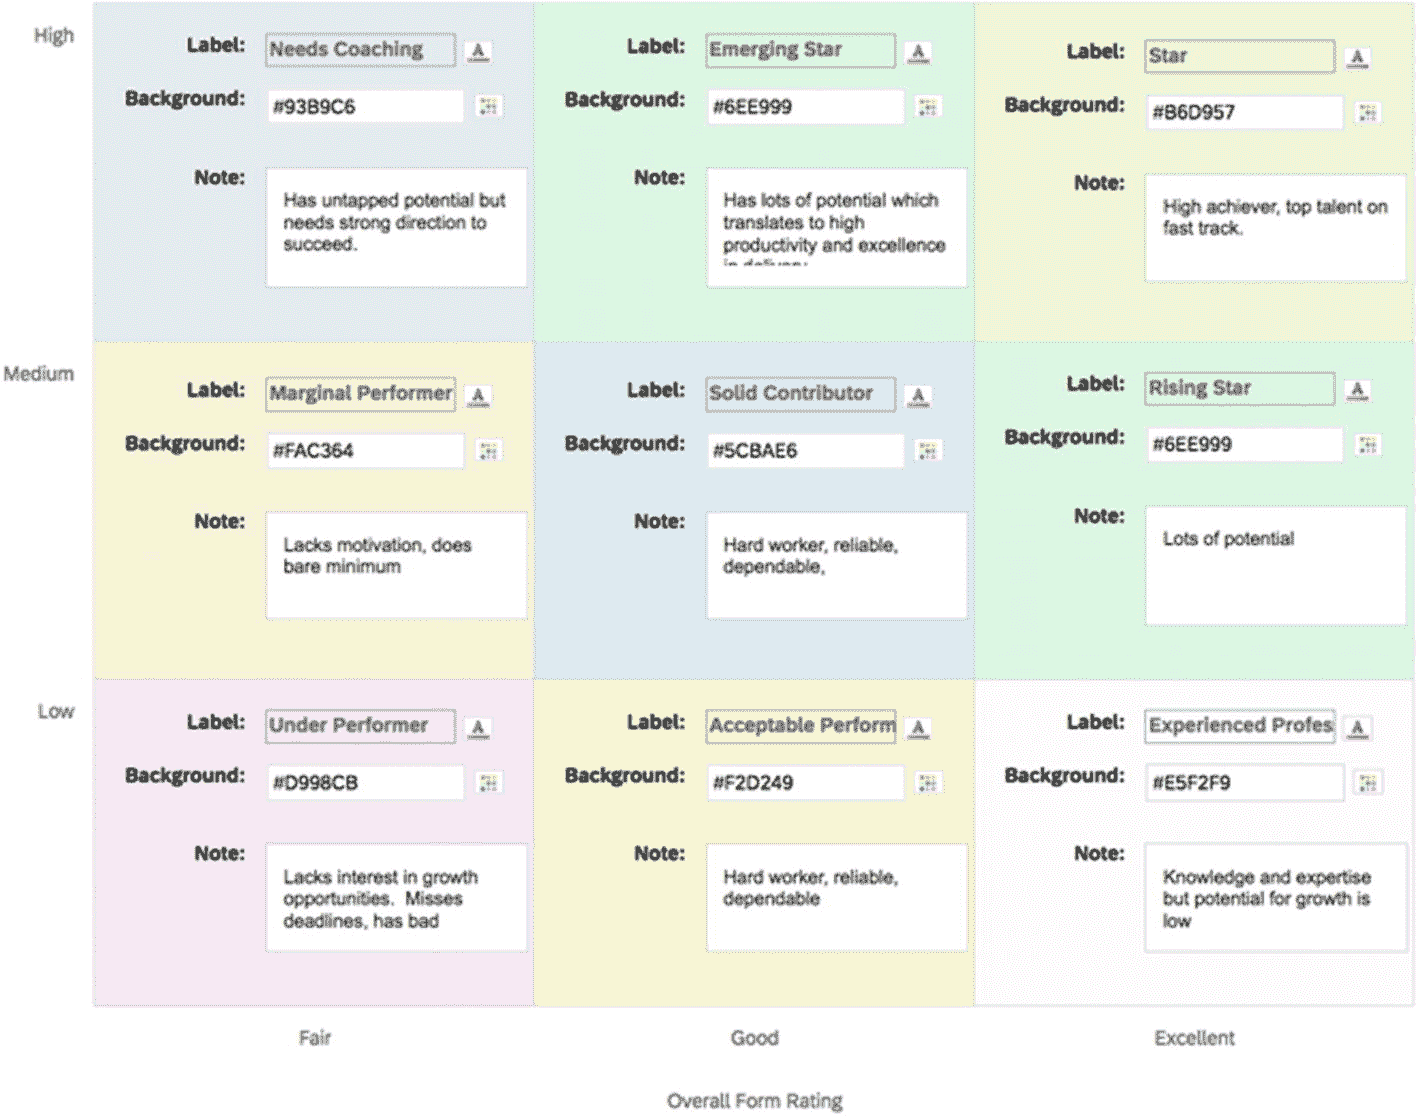 High
Label: Needs Coaching A
Background: #93B9C6
Note: Has untapped potential but
needs strong direction to
succeed.
Label: Emerging Star A
Background: #6EE999
Note: Has lots of potential which
translates to high
productivity and excellence
in delivery
Label: Star A
Background: #B6D957
Note: High achiever, top talent on
fast track.
Medium
Label: Marginal Performer A
Background: #FAC364
Note: Lacks motivation, does
bare minimum
Label: Solid Contributor A
Background: #5CBAE6
Note: Hard worker, reliable,
dependable,
Label: Rising Star A
Background: #6EE999
Note: Lots of potential
Low
Label: Under Performer A
Background: #D998CB
Note: Lacks interest in growth
opportunities. Misses
deadlines, has bad
Label: Acceptable Perform A
Background: #F2D249
Note: Hard worker, reliable,
dependable
Label: Experienced Profes A
Background: #E5F2F9
Note: Knowledge and expertise
but potential for growth is
low
Fair
Good
Excellent
Overall Form Rating